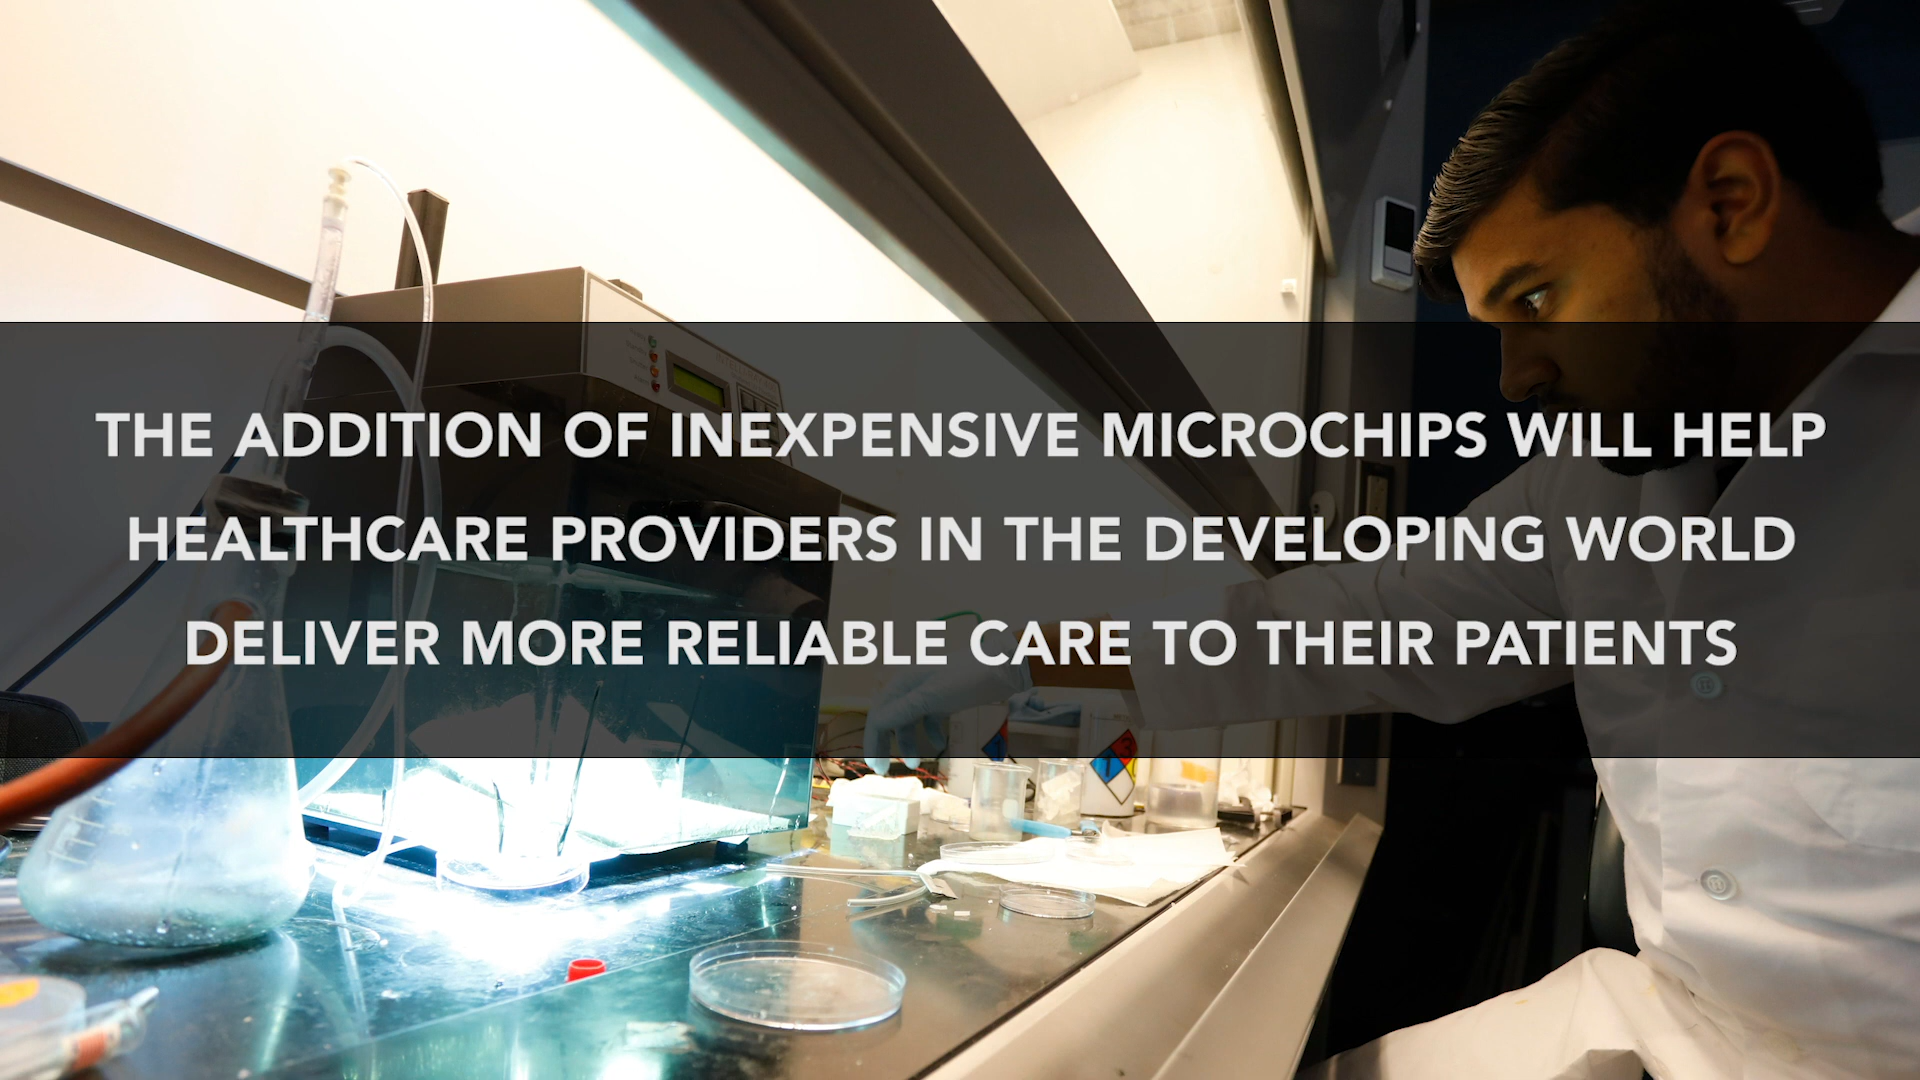 THE ADDITION OF INEXPENSIVE MICROCHIPS WILL HELP
HEALTHCARE PROVIDERS IN THE DEVELOPING WORLD
DELIVER MORE RELIABLE CARE TO THEIR PATIENTS